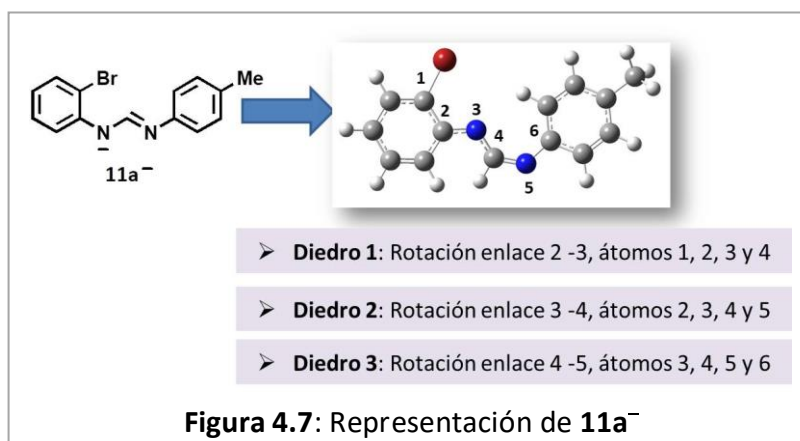 Br
Me
N
N
−
11a−
1
2
3
4
5
6
➢ Diedro 1: Rotación enlace 2 -3, átomos 1, 2, 3 y 4
➢ Diedro 2: Rotación enlace 3 -4, átomos 2, 3, 4 y 5
➢ Diedro 3: Rotación enlace 4 -5, átomos 3, 4, 5 y 6
Figura 4.7: Representación de 11a−